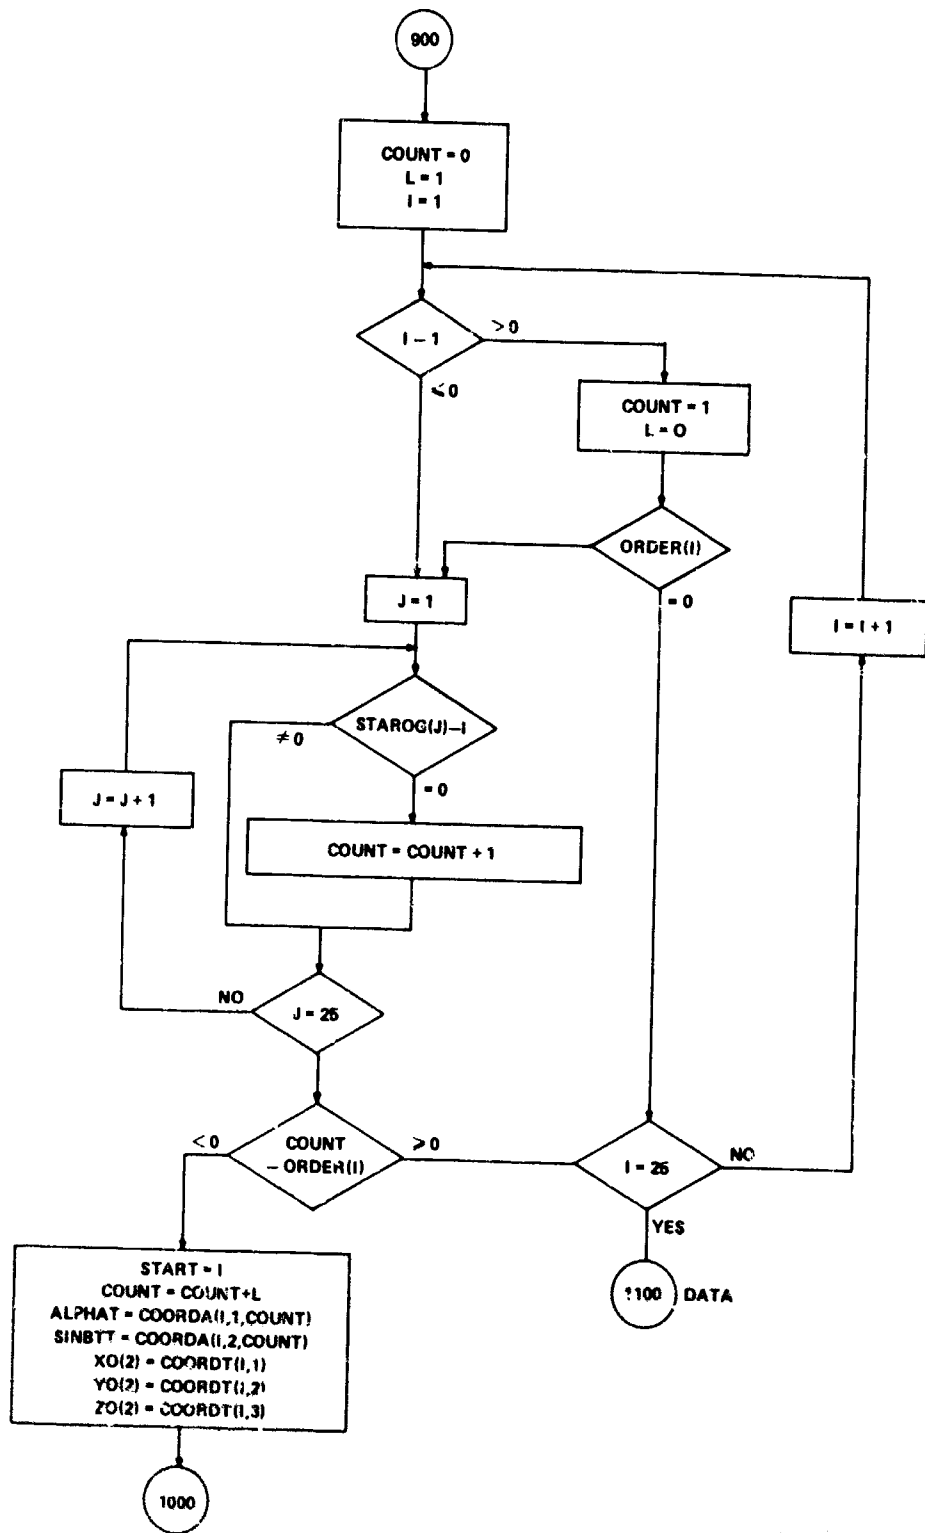 900
COUNT = 0
L = 1
I = 1
I – 1
>0
⩽0
COUNT = 1
L = O
ORDER(I)
= 0
J = 1
I = I + 1
STAROG(J)–I
≠0
= 0
J = J + 1
COUNT = COUNT + 1
NO
J = 25
<0
COUNT
– ORDER(I)
⩾0
I = 25
NO
YES
START = I
COUNT = COUNT+L
ALPHAT = COORDA(I,1,COUNT)
SINBTT = COORDA(I,2,COUNT)
XO(2) = COORDT(I,1)
YO(2) = COORDT(I,2)
ZO(2) = COORDT(I,3)
1100 DATA
1000